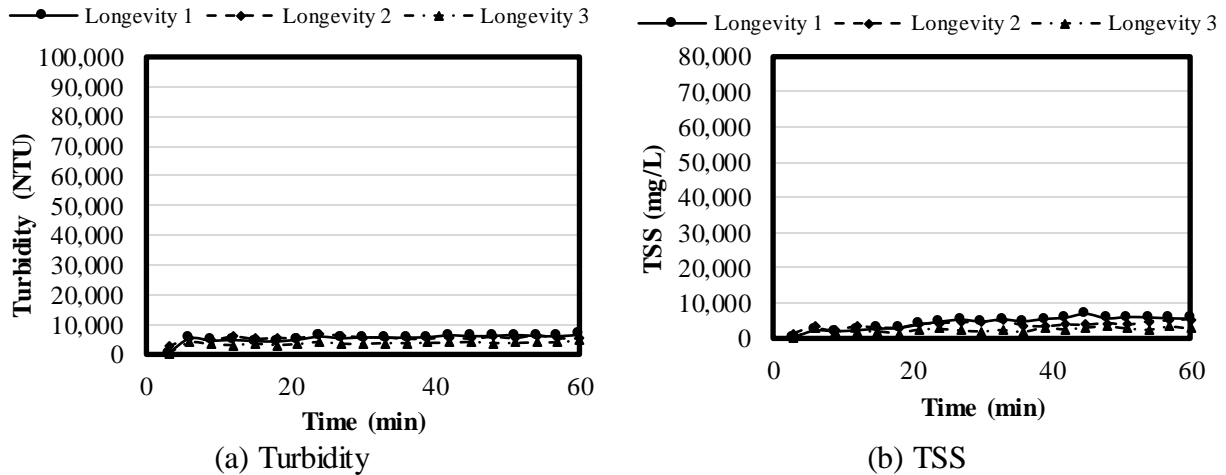 Longevity 1 Longevity 2 Longevity 3
100,000
90,000
80,000
70,000
60,000
50,000
40,000
30,000
20,000
10,000
0
Turbidity (NTU)
0 20 40 60
Time (min)
(a) Turbidity
Longevity 1 Longevity 2 Longevity 3
80,000
70,000
60,000
50,000
40,000
30,000
20,000
10,000
0
TSS (mg/L)
0 20 40 60
Time (min)
(b) TSS